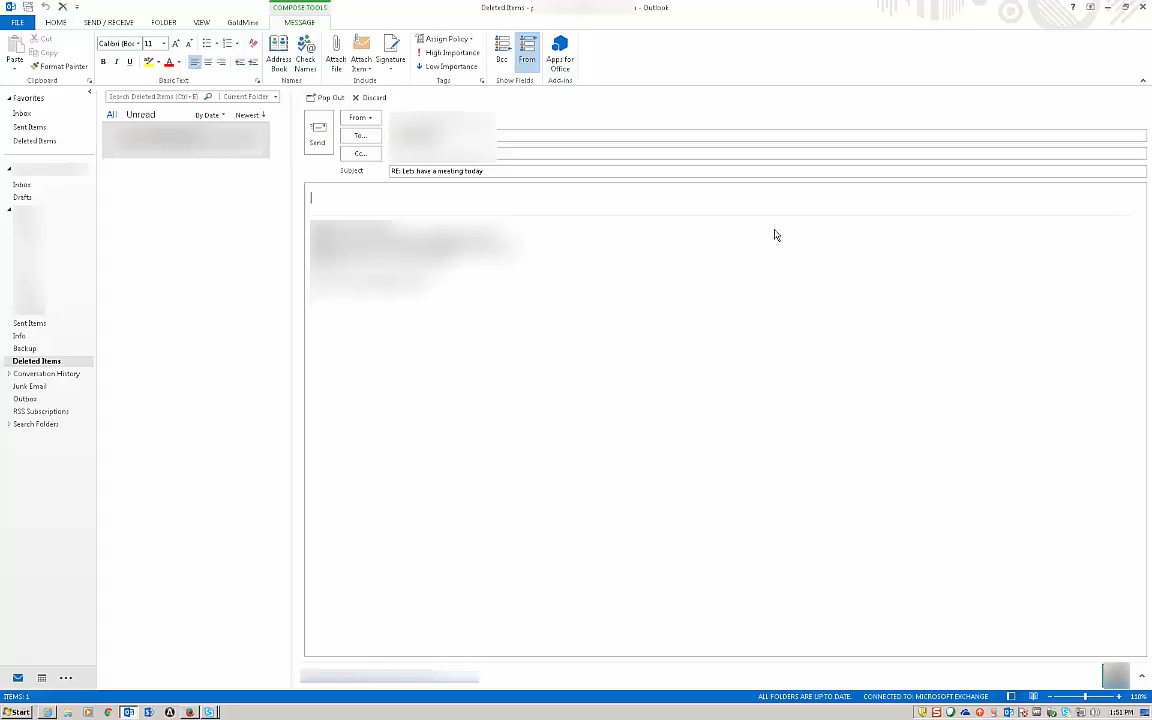 COMPOSE TOOLS
Deleted Items - - Outlook
FILE HOME SEND / RECEIVE FOLDER VIEW GoldMine MESSAGE
Cut
Copy
Format Painter
Paste
Clipboard
Calibri (Boc 11
Basic Text
Address Book
Check Names
Names
Attach File
Attach Item
Signature
Include
Assign Policy
High Importance
Low Importance
Tags
Bcc
From
Show Fields
Apps for Office
Add-ins
Favorites
Inbox
Sent Items
Deleted Items
Inbox
Drafts
Sent Items
Info
Backup
Deleted Items
Conversation History
Junk Email
Outbox
RSS Subscriptions
Search Folders
Search Deleted Items (Ctrl+E) Current Folder
All Unread By Date Newest
Pop Out Discard
Send
From
To...
Cc...
Subject RE: Lets have a meeting today
ITEMS: 1
ALL FOLDERS ARE UP TO DATE. CONNECTED TO: MICROSOFT EXCHANGE 110%
Start
1:51 PM